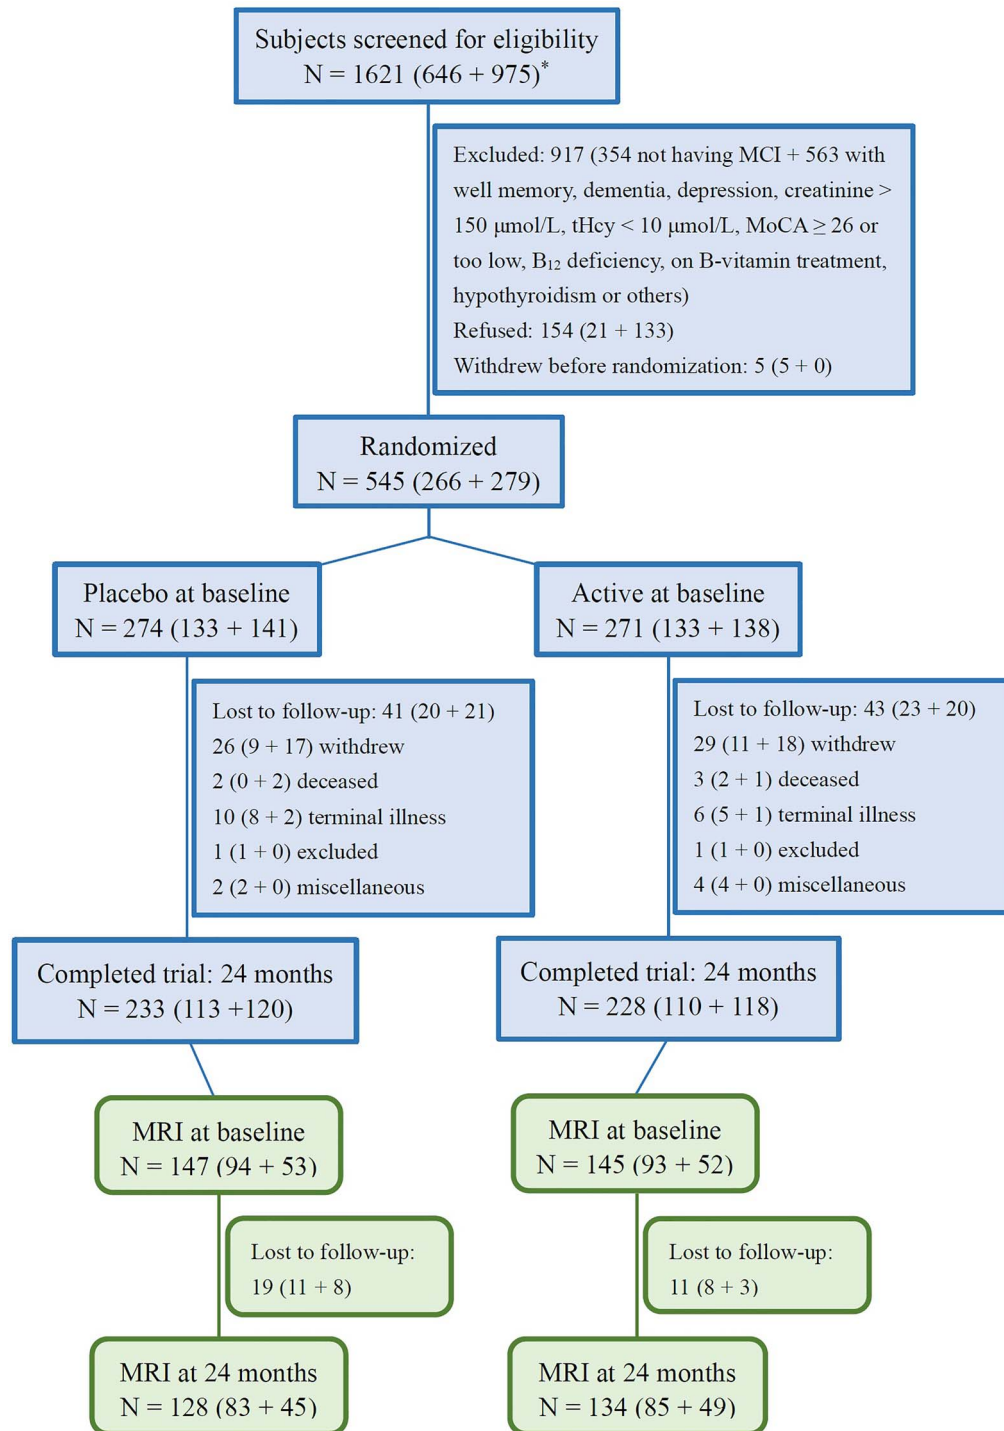 Subjects screened for eligibility
N = 1621 (646 + 975)*
Excluded: 917 (354 not having MCI + 563 with
well memory, dementia, depression, creatinine >
150 μmol/L, tHcy < 10 μmol/L, MoCA ≥ 26 or
too low, B₁₂ deficiency, on B-vitamin treatment,
hypothyroidism or others)
Refused: 154 (21 + 133)
Withdrew before randomization: 5 (5 + 0)
Randomized
N = 545 (266 + 279)
Placebo at baseline
N = 274 (133 + 141)
Active at baseline
N = 271 (133 + 138)
Lost to follow-up: 41 (20 + 21)
26 (9 + 17) withdrew
2 (0 + 2) deceased
10 (8 + 2) terminal illness
1 (1 + 0) excluded
2 (2 + 0) miscellaneous
Lost to follow-up: 43 (23 + 20)
29 (11 + 18) withdrew
3 (2 + 1) deceased
6 (5 + 1) terminal illness
1 (1 + 0) excluded
4 (4 + 0) miscellaneous
Completed trial: 24 months
N = 233 (113 +120)
Completed trial: 24 months
N = 228 (110 + 118)
MRI at baseline
N = 147 (94 + 53)
MRI at baseline
N = 145 (93 + 52)
Lost to follow-up:
19 (11 + 8)
Lost to follow-up:
11 (8 + 3)
MRI at 24 months
N = 128 (83 + 45)
MRI at 24 months
N = 134 (85 + 49)